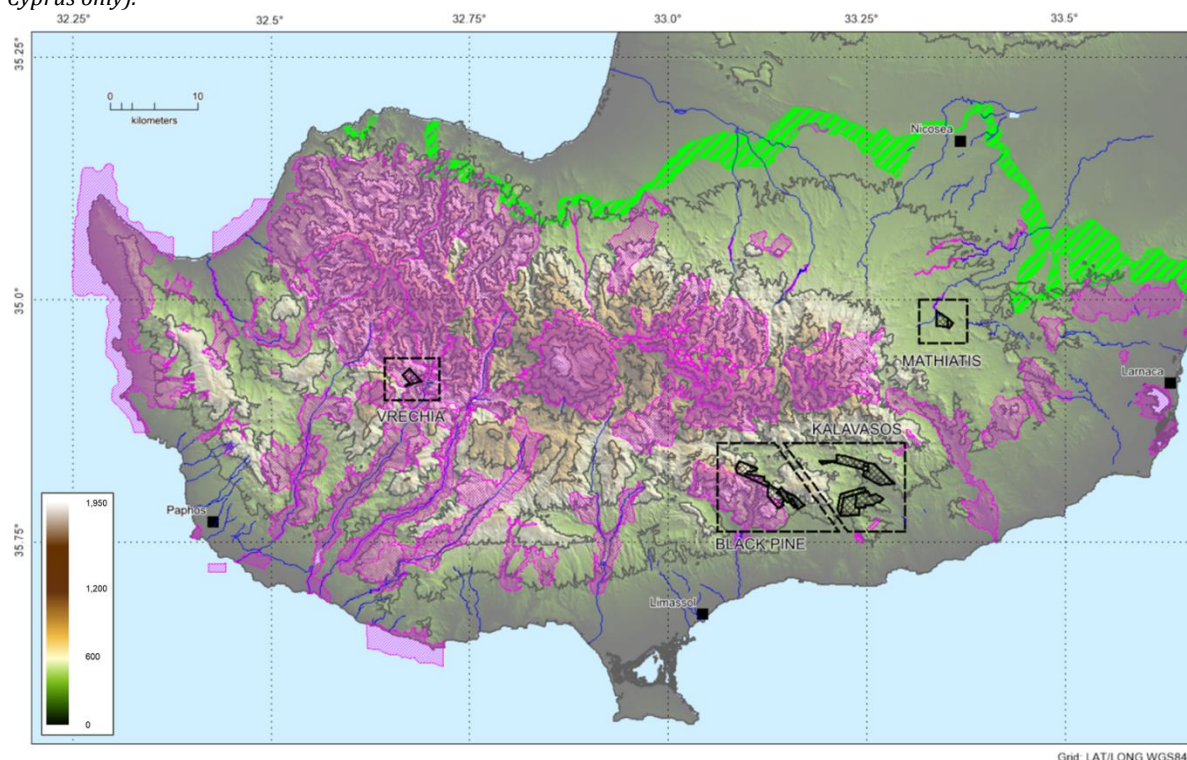 Cyprus only).
32.25° 32.5° 32.75° 33.0° 33.25° 33.5°
35.25°
0 10
kilometers
Nicosea
35.0°
MATHIATIS
Larnaca
VRECHIA
KALAVASOS
1,950
Paphos
BLACK PINE
35.75°
1,200
Limassol
600
0
Grid: LAT/LONG WGS84